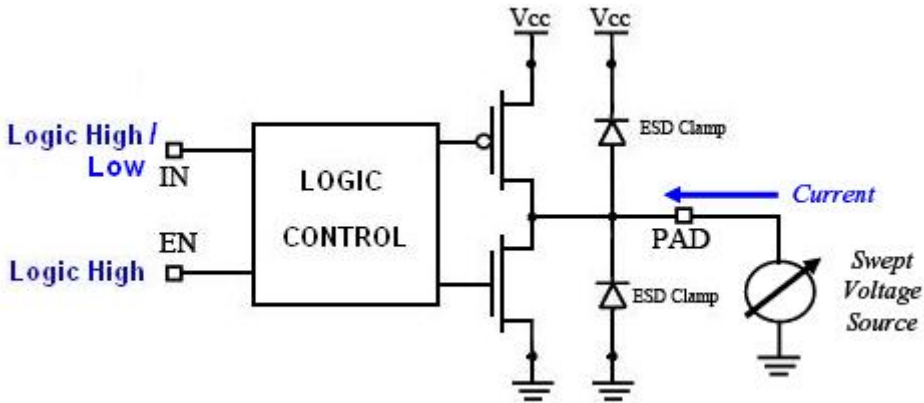 Vcc
Vcc
Logic High /
Low
IN
LOGIC
CONTROL
ESD Clamp
Current
EN
PAD
Logic High
ESD Clamp
Swept
Voltage
Source